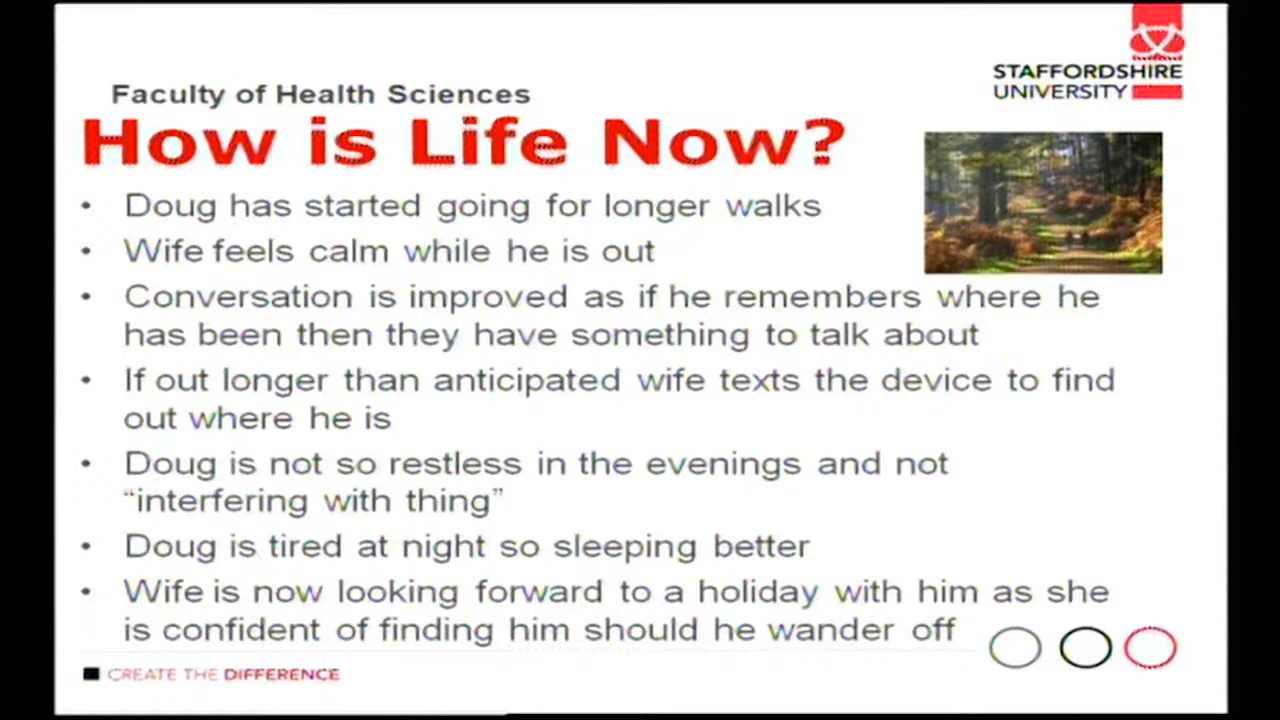 STAFFORDSHIRE
UNIVERSITY
Faculty of Health Sciences
How is Life Now?
• Doug has started going for longer walks
• Wife feels calm while he is out
• Conversation is improved as if he remembers where he
has been then they have something to talk about
• If out longer than anticipated wife texts the device to find
out where he is
• Doug is not so restless in the evenings and not
“interfering with thing”
• Doug is tired at night so sleeping better
• Wife is now looking forward to a holiday with him as she
is confident of finding him should he wander off
CREATE THE DIFFERENCE